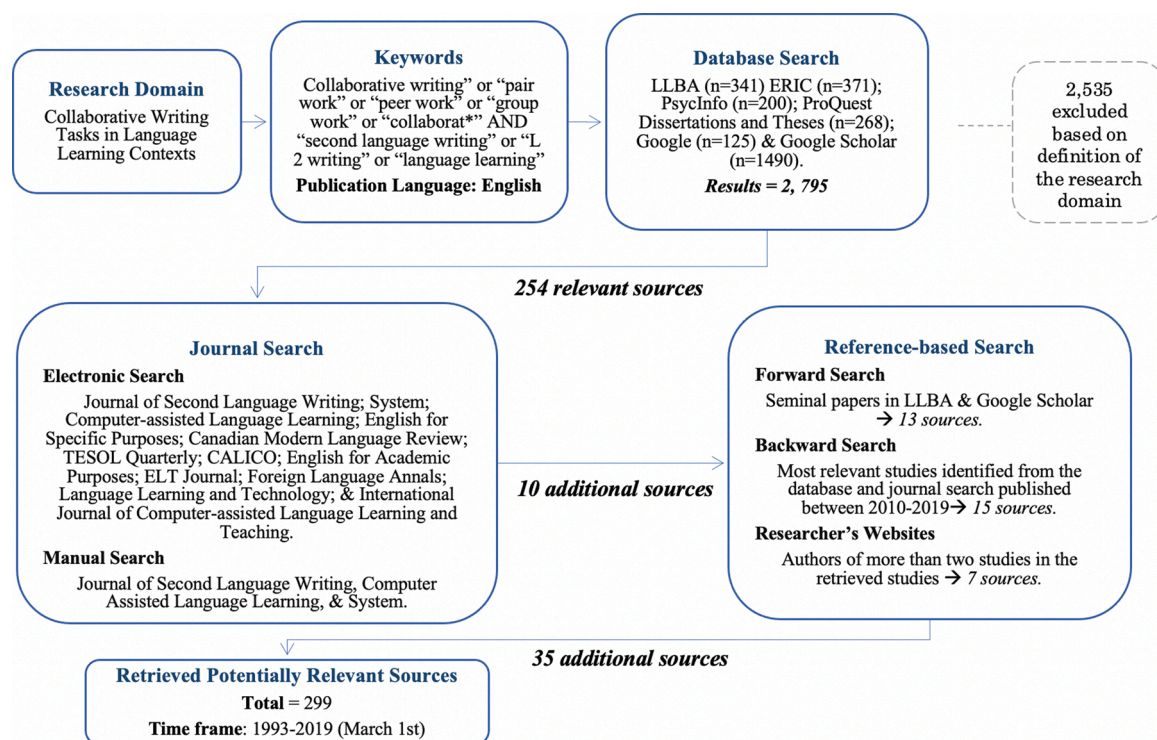 Research Domain
Collaborative Writing
Tasks in Language
Learning Contexts
Keywords
Collaborative writing” or “pair
work” or “peer work” or “group
work” or “collaborat*” AND
“second language writing” or “L
2 writing” or “language learning”
Publication Language: English
Database Search
LLBA (n=341) ERIC (n=371);
PsycInfo (n=200); ProQuest
Dissertations and Theses (n=268);
Google (n=125) & Google Scholar
(n=1490).
Results = 2, 795
2,535
excluded
based on
definition of
the research
domain
254 relevant sources
Journal Search
Electronic Search
Journal of Second Language Writing; System;
Computer-assisted Language Learning; English for
Specific Purposes; Canadian Modern Language Review;
TESOL Quarterly; CALICO; English for Academic
Purposes; ELT Journal; Foreign Language Annals;
Language Learning and Technology; & International
Journal of Computer-assisted Language Learning and
Teaching.
Manual Search
Journal of Second Language Writing, Computer
Assisted Language Learning, & System.
10 additional sources
Reference-based Search
Forward Search
Seminal papers in LLBA & Google Scholar
→ 13 sources.
Backward Search
Most relevant studies identified from the
database and journal search published
between 2010-2019→ 15 sources.
Researcher’s Websites
Authors of more than two studies in the
retrieved studies → 7 sources.
35 additional sources
Retrieved Potentially Relevant Sources
Total = 299
Time frame: 1993-2019 (March 1st)